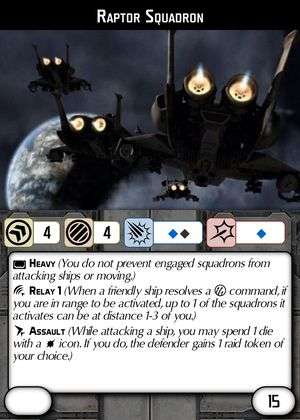 RAPTOR SQUADRON
4 4
HEAVY (You do not prevent engaged squadrons from
attacking ships or moving.)
RELAY 1 (When a friendly ship resolves a command, if
you are in range to be activated, up to 1 of the squadrons it
activates can be at distance 1-3 of you.)
ASSAULT (While attacking a ship, you may spend 1 die
with a icon. If you do, the defender gains 1 raid token of
your choice.)
15